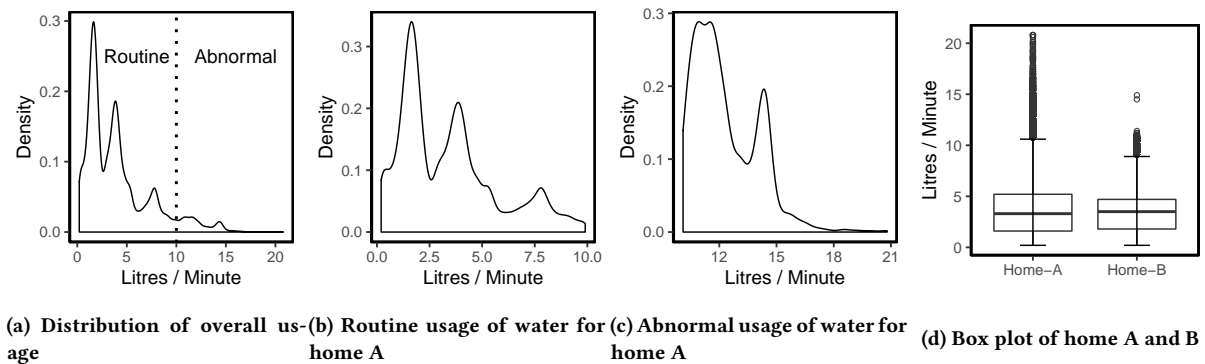 0.3
0.2
0.1
0.0
Density
Routine
Abnormal
0 5 10 15 20
Litres / Minute
0.3
0.2
0.1
0.0
Density
0.0 2.5 5.0 7.5 10.0
Litres / Minute
0.3
0.2
0.1
0.0
Density
12 15 18 21
Litres / Minute
20
15
10
5
0
Litres / Minute
Home−A Home−B
(a) Distribution of overall us-
age
(b) Routine usage of water for
home A
(c) Abnormal usage of water for
home A
(d) Box plot of home A and B